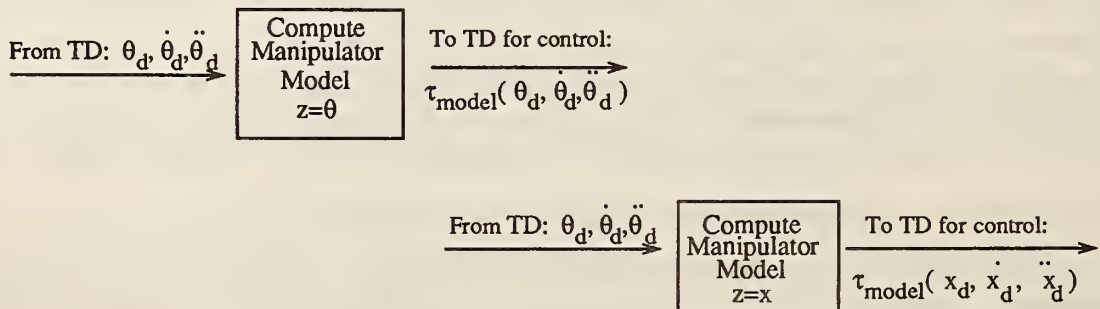 From TD: θd, θ̇d, θ̈d
Compute
Manipulator
Model
z=θ
To TD for control:
τmodel( θd, θ̇d, θ̈d )
From TD: θd, θ̇d, θ̈d
Compute
Manipulator
Model
z=x
To TD for control:
τmodel( xd, ẋd, ẍd )